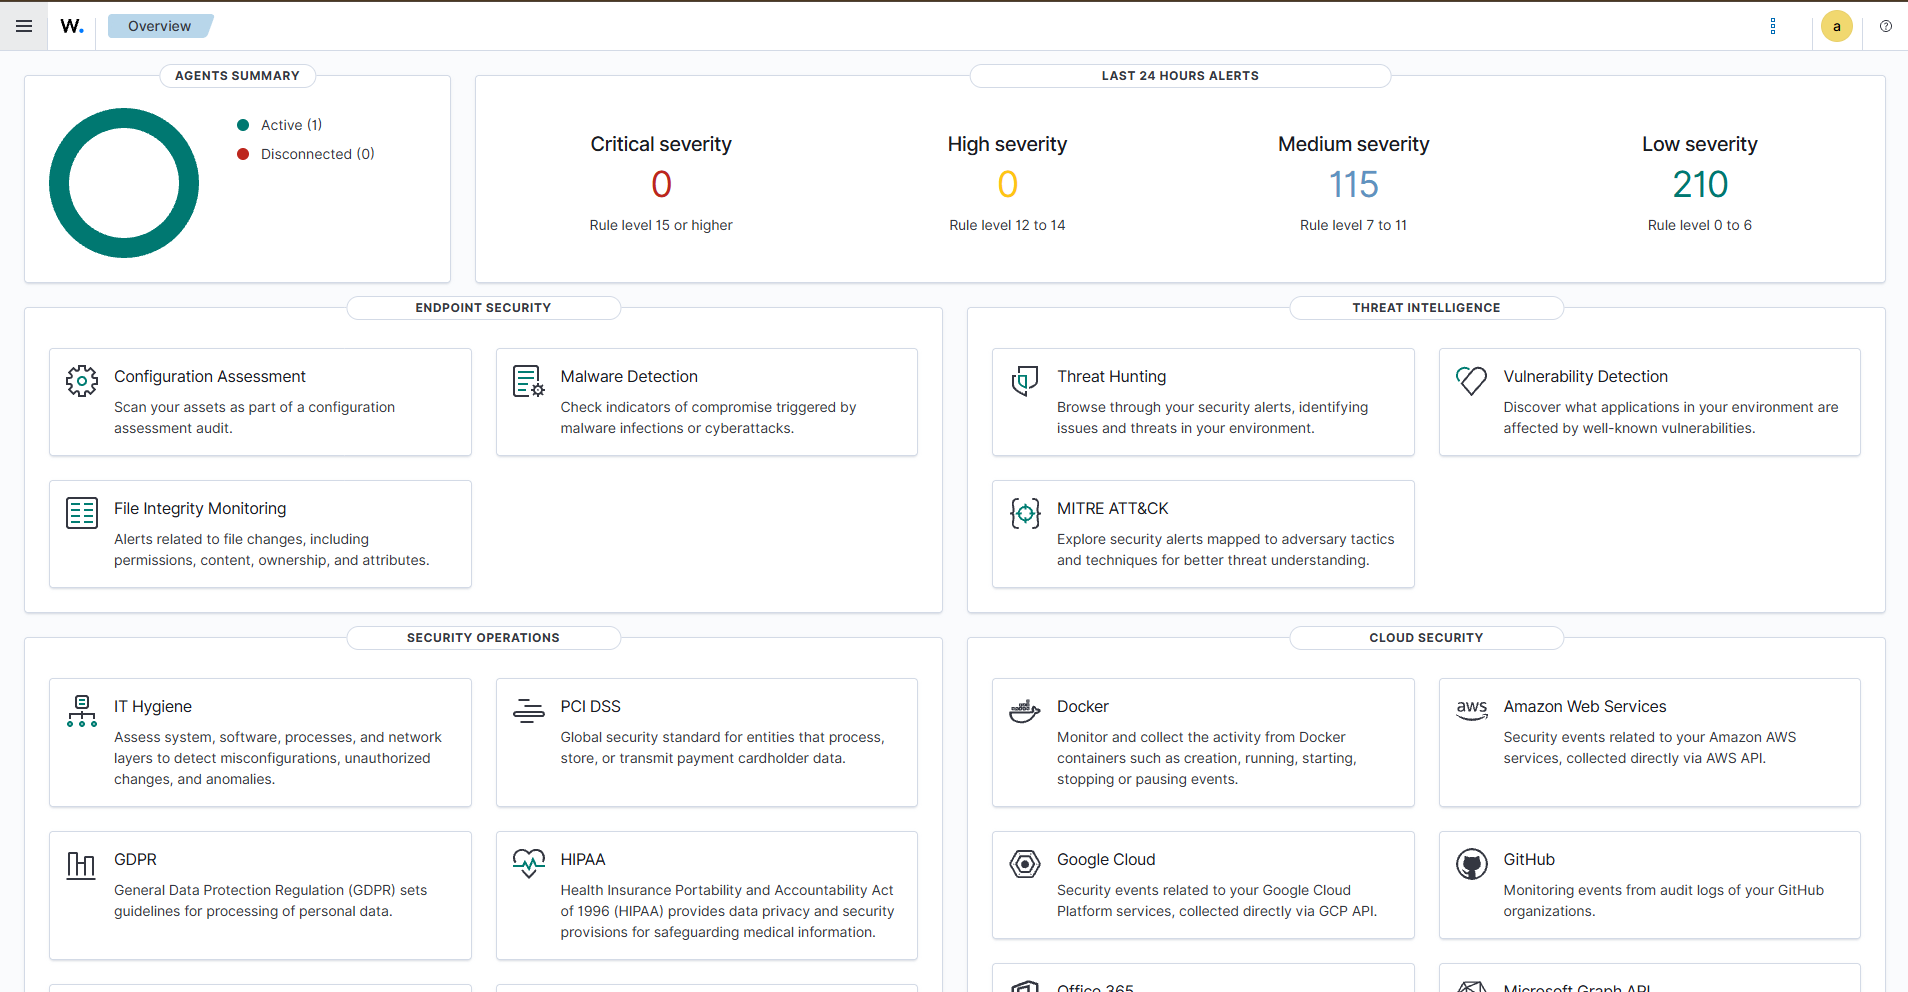 W.
Overview
a
AGENTS SUMMARY
Active (1)
Disconnected (0)
LAST 24 HOURS ALERTS
Critical severity
0
Rule level 15 or higher
High severity
0
Rule level 12 to 14
Medium severity
115
Rule level 7 to 11
Low severity
210
Rule level 0 to 6
ENDPOINT SECURITY
Configuration Assessment
Scan your assets as part of a configuration
assessment audit.
Malware Detection
Check indicators of compromise triggered by
malware infections or cyberattacks.
File Integrity Monitoring
Alerts related to file changes, including
permissions, content, ownership, and attributes.
THREAT INTELLIGENCE
Threat Hunting
Browse through your security alerts, identifying
issues and threats in your environment.
Vulnerability Detection
Discover what applications in your environment are
affected by well-known vulnerabilities.
MITRE ATT&CK
Explore security alerts mapped to adversary tactics
and techniques for better threat understanding.
SECURITY OPERATIONS
IT Hygiene
Assess system, software, processes, and network
layers to detect misconfigurations, unauthorized
changes, and anomalies.
PCI DSS
Global security standard for entities that process,
store, or transmit payment cardholder data.
GDPR
General Data Protection Regulation (GDPR) sets
guidelines for processing of personal data.
HIPAA
Health Insurance Portability and Accountability Act
of 1996 (HIPAA) provides data privacy and security
provisions for safeguarding medical information.
CLOUD SECURITY
Docker
Monitor and collect the activity from Docker
containers such as creation, running, starting,
stopping or pausing events.
aws
Amazon Web Services
Security events related to your Amazon AWS
services, collected directly via AWS API.
Google Cloud
Security events related to your Google Cloud
Platform services, collected directly via GCP API.
GitHub
Monitoring events from audit logs of your GitHub
organizations.
Office 365
Microsoft Graph API